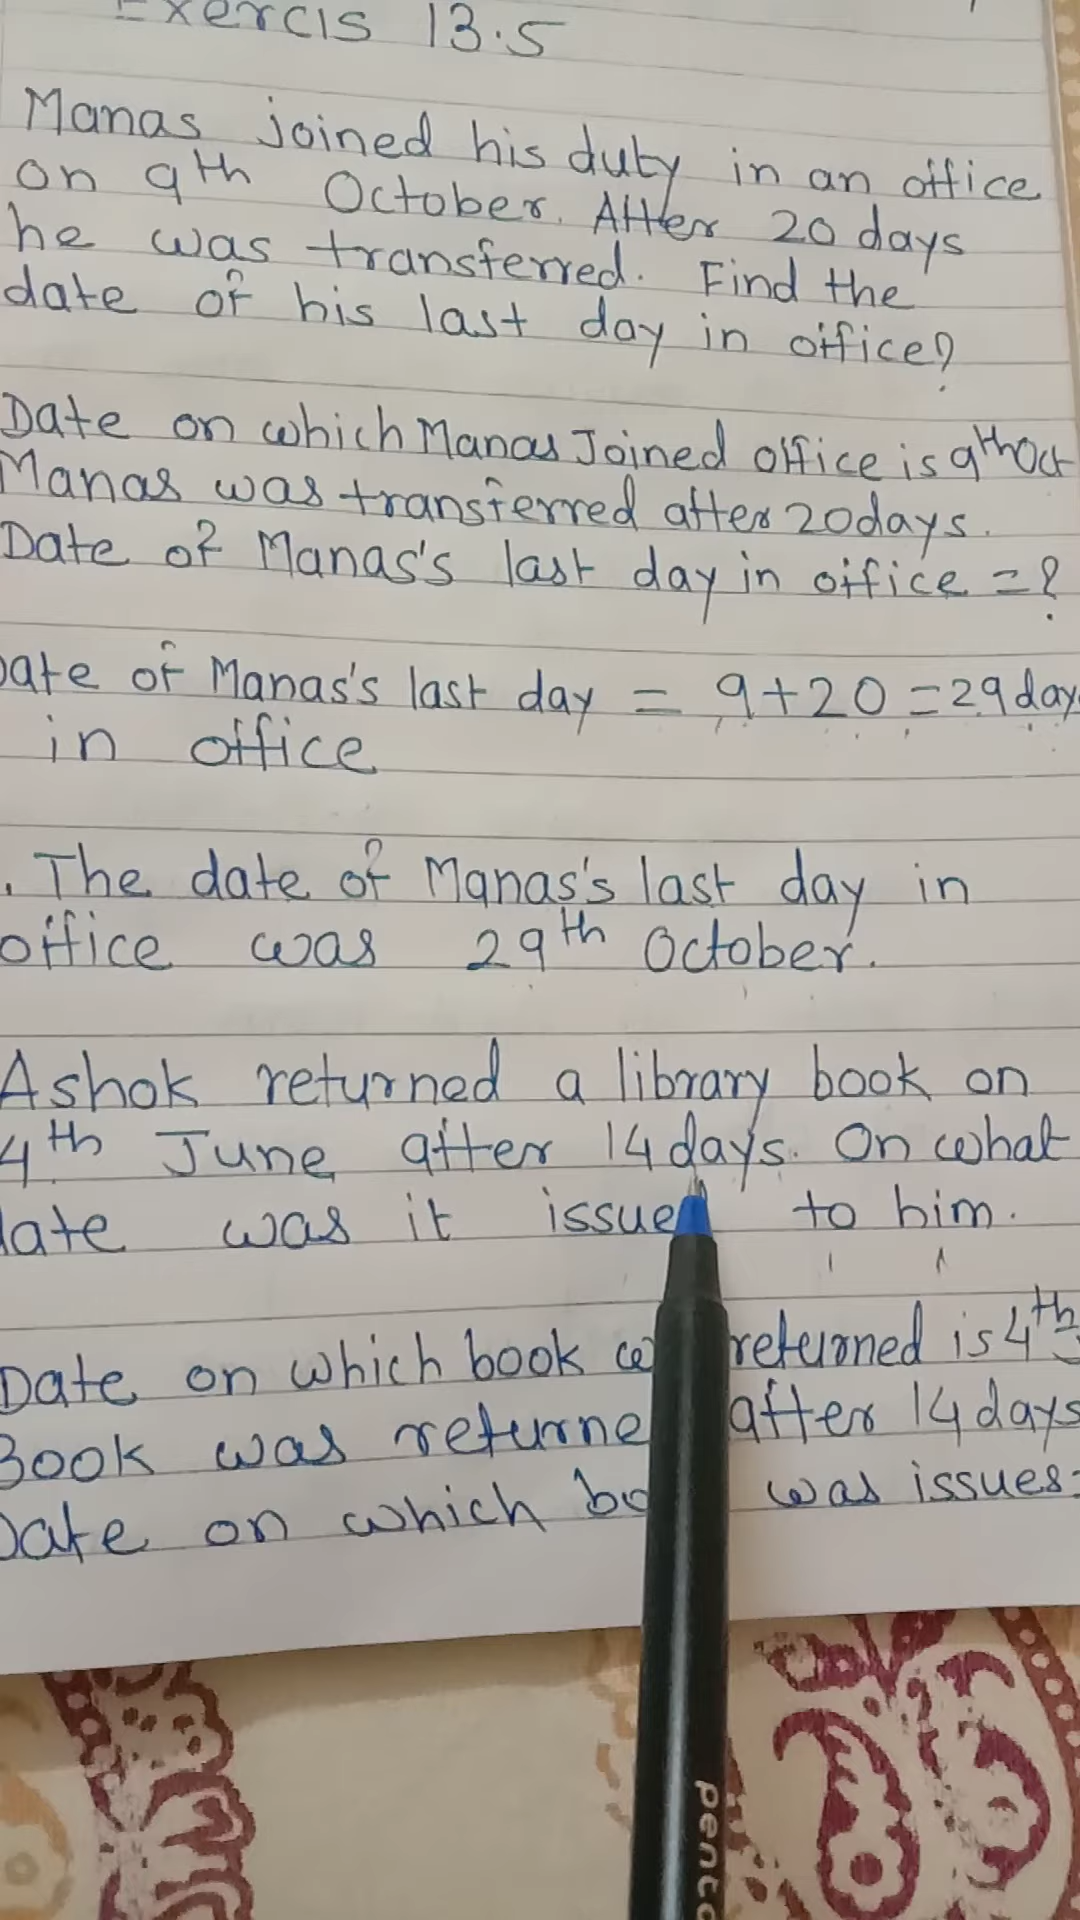 Exercis 13.5
Manas joined his duty in an office
on 9th October. After 20 days
he was transferred. Find the
date of his last day in office?
Date on which Manas Joined office is 9th Oct
Manas was transferred after 20days.
Date of Manas's last day in office = ?
Date of Manas's last day = 9+20 = 29 day
in office
. The date of Manas's last day in
office was 29th October.
Ashok returned a library book on
4th June after 14 days. On what
date was it issue to him.
Date on which book returned is 4th
Book was returne after 14 days
Date on which bo was issues
penta